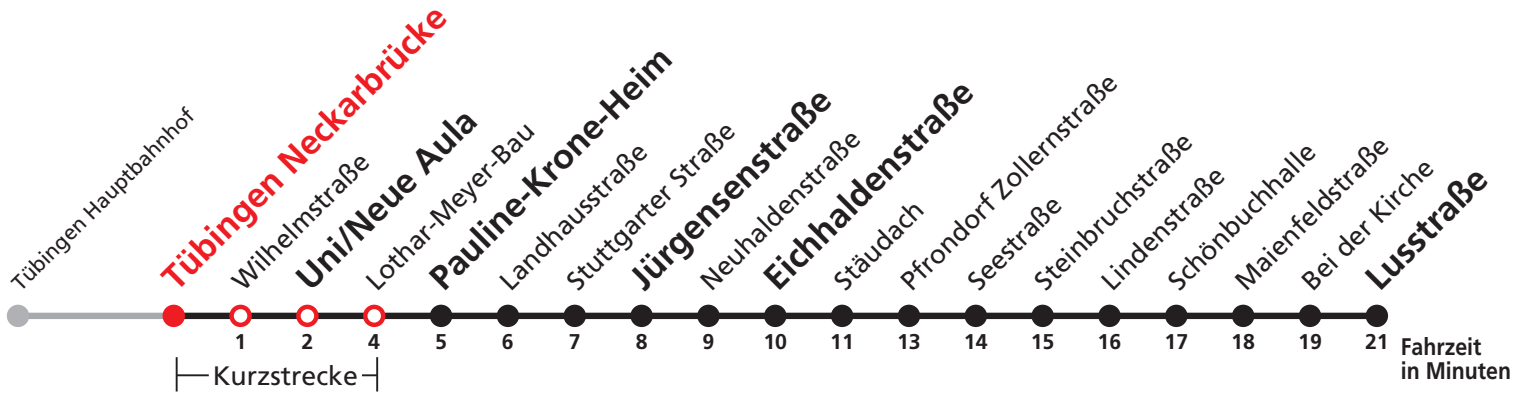 Tübingen Hauptbahnhof
Tübingen Neckarbrücke
Wilhelmstraße
Uni/Neue Aula
Lothar-Meyer-Bau
Pauline-Krone-Heim
Landhausstraße
Stuttgarter Straße
Jürgensenstraße
Neuhaldenstraße
Eichhaldenstraße
Stäudach
Pfrondorf Zollernstraße
Seestraße
Steinbruchstraße
Lindenstraße
Schönbuchhalle
Maienfeldstraße
Bei der Kirche
Lusstraße
1 2 4 5 6 7 8 9 10 11 13 14 15 16 17 18 19 21
Fahrzeit
in Minuten
Kurzstrecke